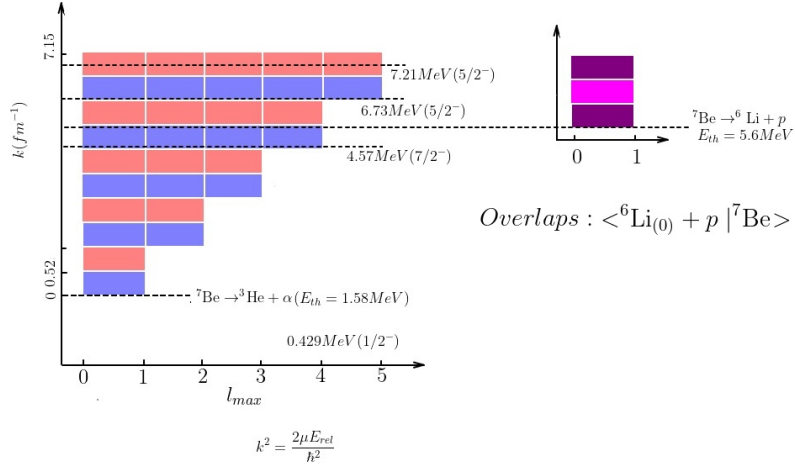 7.15
7.21MeV(5/2⁻)
6.73MeV(5/2⁻)
k(fm⁻¹)
4.57MeV(7/2⁻)
0 0.52
⁷Be→³He + α(E_th = 1.58MeV)
0.429MeV(1/2⁻)
0 1 2 3 4 5
l_max
k² = 2μE_rel / ħ²
⁷Be →⁶ Li + p
E_th = 5.6MeV
0 1
Overlaps : <⁶Li₍₀₎ + p |⁷Be>